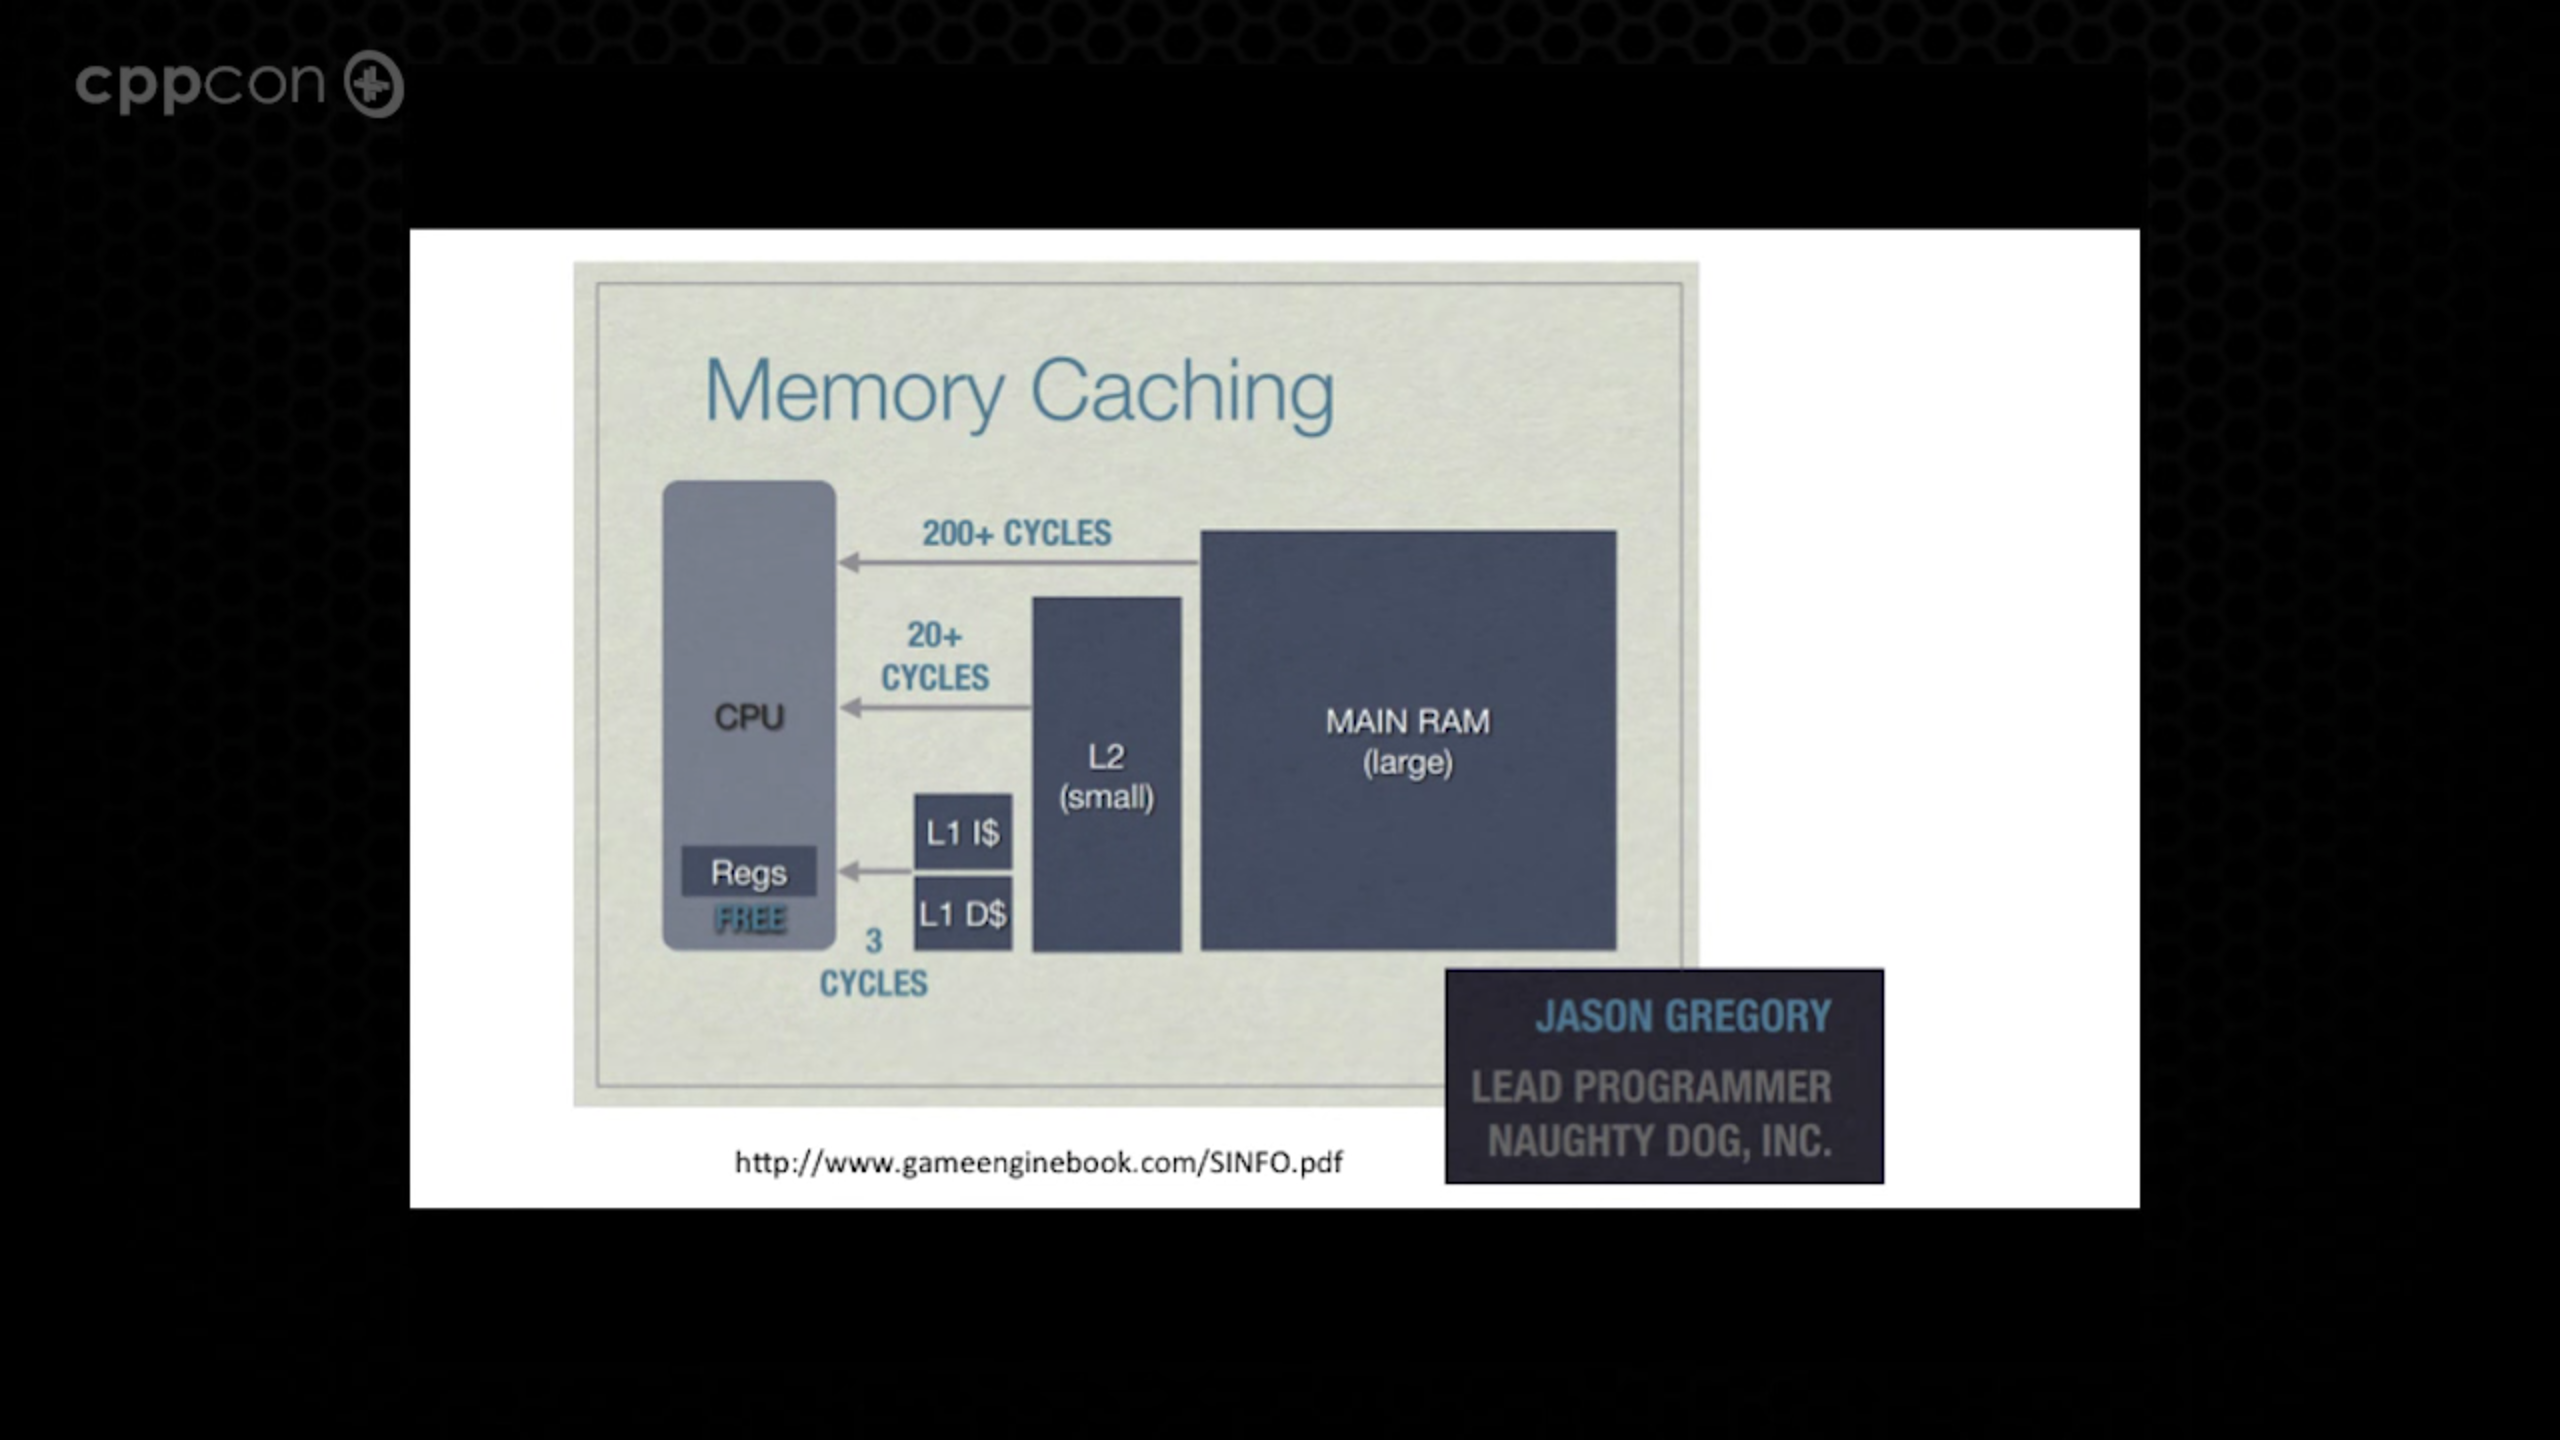 cppcon
Memory Caching
200+ CYCLES
20+
CYCLES
CPU
L2
(small)
MAIN RAM
(large)
L1 I$
Regs
L1 D$
FREE
3
CYCLES
JASON GREGORY
LEAD PROGRAMMER
NAUGHTY DOG, INC.
http://www.gameenginebook.com/SINFO.pdf